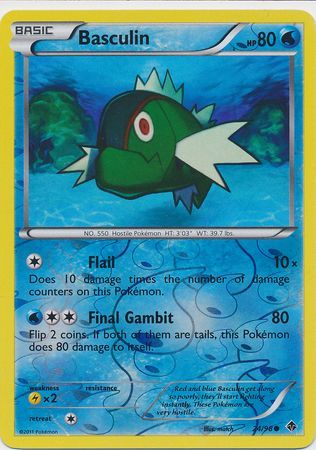 BASIC
Basculin
HP 80
NO. 550 Hostile Pokémon HT: 3'03" WT: 39.7 lbs.
Flail 10×
Does 10 damage times the number of damage
counters on this Pokémon.
Final Gambit 80
Flip 2 coins. If both of them are tails, this Pokémon
does 80 damage to itself.
weakness resistance
×2
Red and blue Basculin get along
so poorly, they'll start fighting
instantly. These Pokémon are
very hostile.
retreat
Illus. match
24/98
©2011 Pokémon